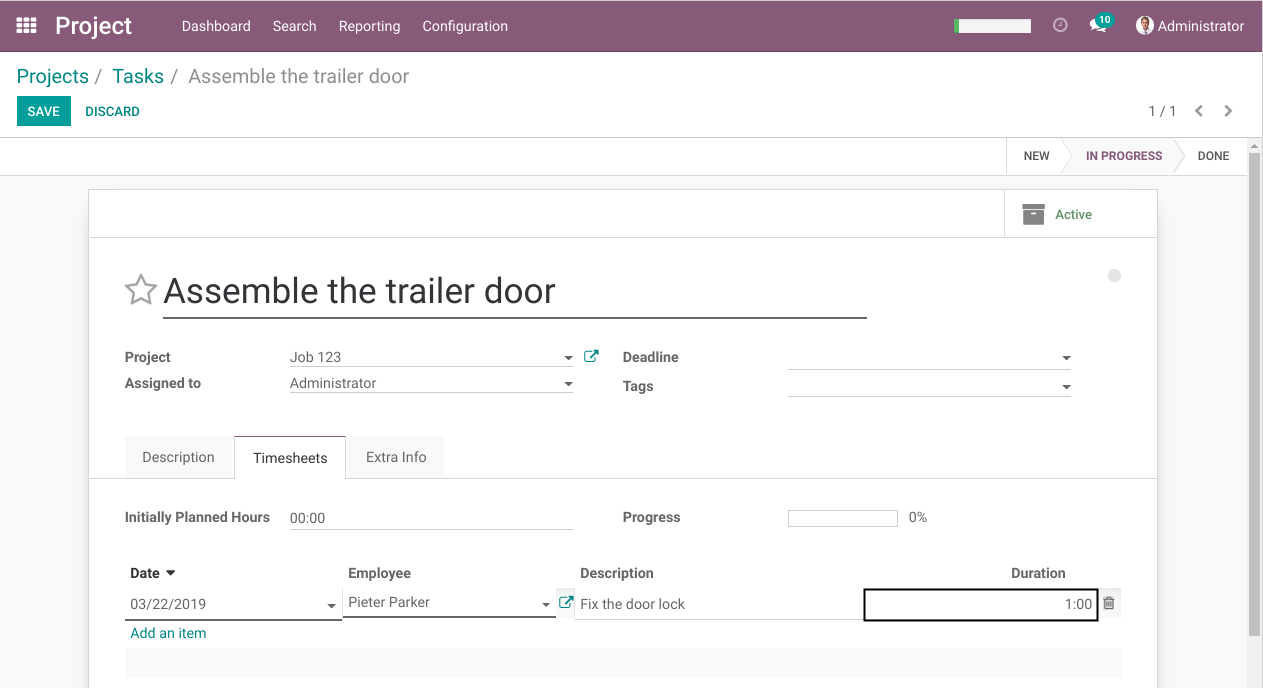 Project Dashboard Search Reporting Configuration 10 Administrator
Projects / Tasks / Assemble the trailer door
SAVE DISCARD 1 / 1
NEW IN PROGRESS DONE
Active
Assemble the trailer door
Project Job 123 Deadline
Assigned to Administrator Tags
Description Timesheets Extra Info
Initially Planned Hours 00:00 Progress 0%
Date Employee Description Duration
03/22/2019 Pieter Parker Fix the door lock 1:00
Add an item